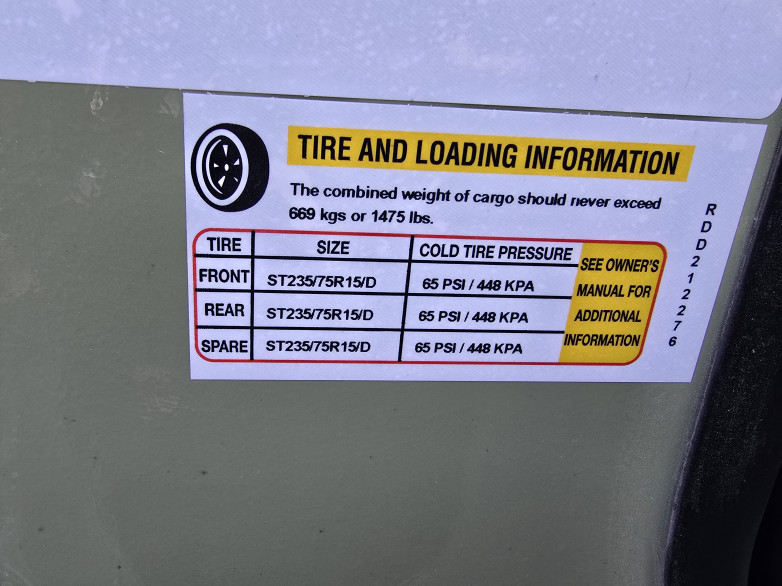 TIRE AND LOADING INFORMATION
The combined weight of cargo should never exceed
669 kgs or 1475 lbs.
TIRE SIZE COLD TIRE PRESSURE
FRONT ST235/75R15/D 65 PSI / 448 KPA
REAR ST235/75R15/D 65 PSI / 448 KPA
SPARE ST235/75R15/D 65 PSI / 448 KPA
SEE OWNER'S
MANUAL FOR
ADDITIONAL
INFORMATION
RDD212276